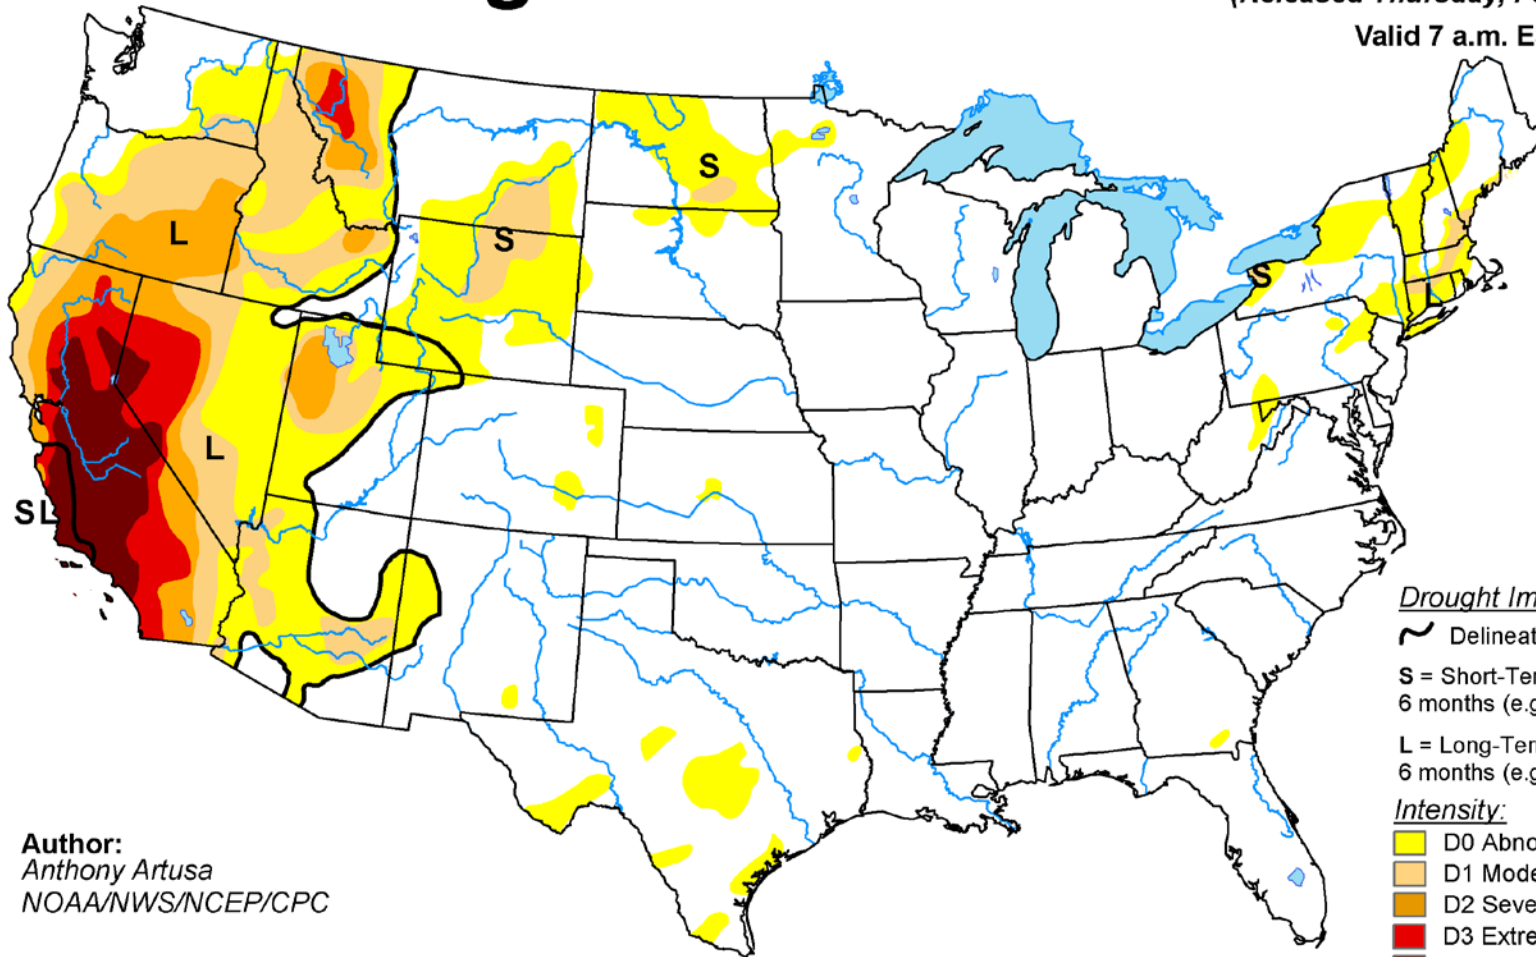 Valid 7 a.m. E
S
L
S
S
L
L
SL
Drought Im
Delineat
S = Short-Ter
6 months (e.g
L = Long-Ter
6 months (e.g
Intensity:
D0 Abno
D1 Mode
D2 Seve
D3 Extre
Author:
Anthony Artusa
NOAA/NWS/NCEP/CPC